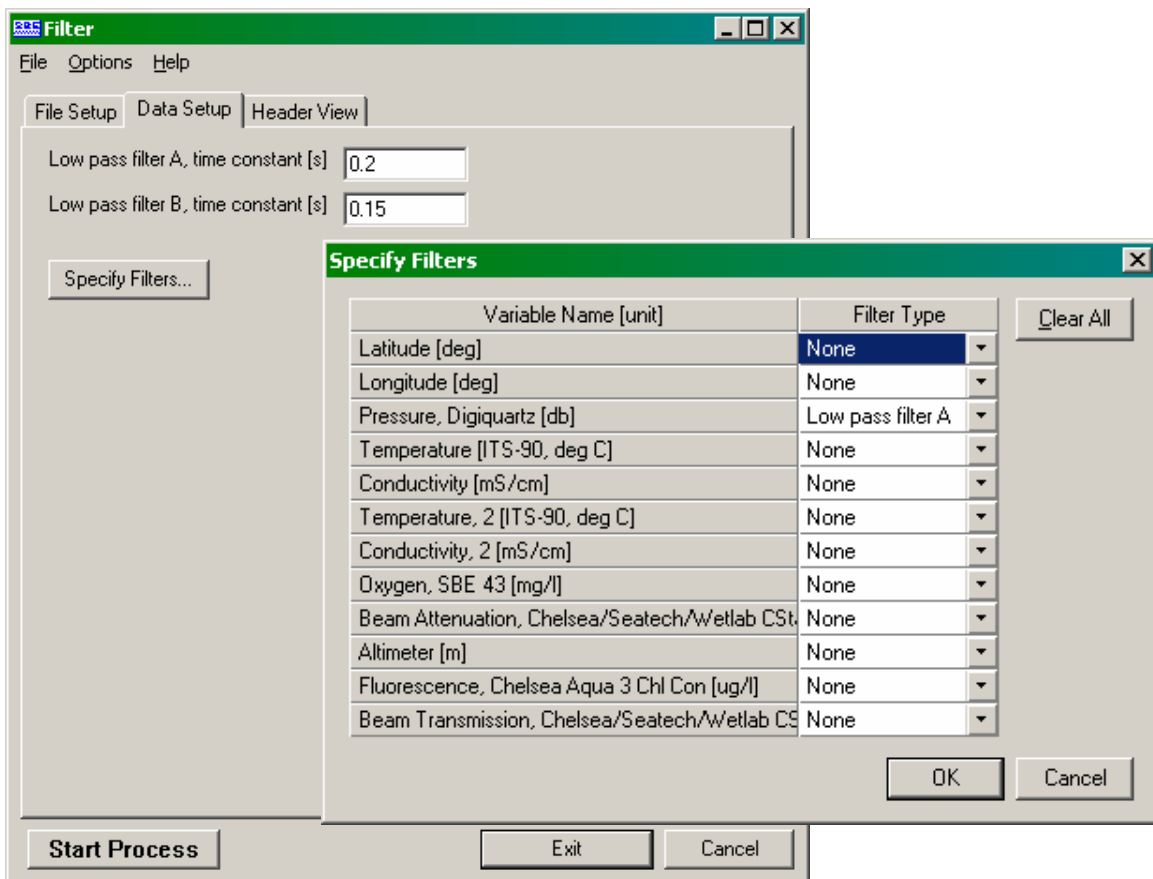 SBE Filter
File Options Help
File Setup Data Setup Header View
Low pass filter A, time constant [s] 0.2
Low pass filter B, time constant [s] 0.15
Specify Filters...
Specify Filters
Variable Name [unit] Filter Type Clear All
Latitude [deg] None
Longitude [deg] None
Pressure, Digiquartz [db] Low pass filter A
Temperature [ITS-90, deg C] None
Conductivity [mS/cm] None
Temperature, 2 [ITS-90, deg C] None
Conductivity, 2 [mS/cm] None
Oxygen, SBE 43 [mg/l] None
Beam Attenuation, Chelsea/Seatech/Wetlab CSt None
Altimeter [m] None
Fluorescence, Chelsea Aqua 3 Chl Con [ug/l] None
Beam Transmission, Chelsea/Seatech/Wetlab CS None
OK Cancel
Start Process Exit Cancel